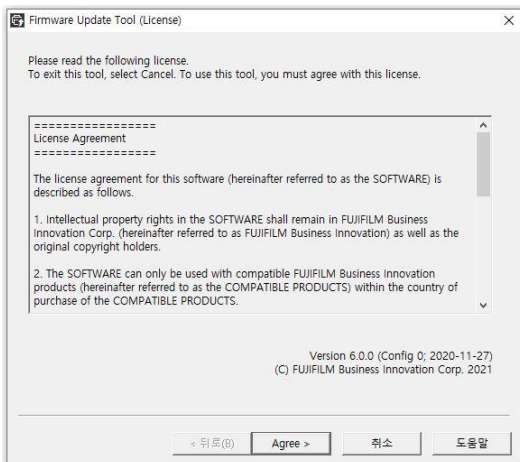 Firmware Update Tool (License)
Please read the following license.
To exit this tool, select Cancel. To use this tool, you must agree with this license.
=================
License Agreement
=================
The license agreement for this software (hereinafter referred to as the SOFTWARE) is
described as follows.
1. Intellectual property rights in the SOFTWARE shall remain in FUJIFILM Business
Innovation Corp. (hereinafter referred to as FUJIFILM Business Innovation) as well as the
original copyright holders.
2. The SOFTWARE can only be used with compatible FUJIFILM Business Innovation
products (hereinafter referred to as the COMPATIBLE PRODUCTS) within the country of
purchase of the COMPATIBLE PRODUCTS.
Version 6.0.0 (Config 0; 2020-11-27)
(C) FUJIFILM Business Innovation Corp. 2021
< 뒤로(B) Agree > 취소 도움말